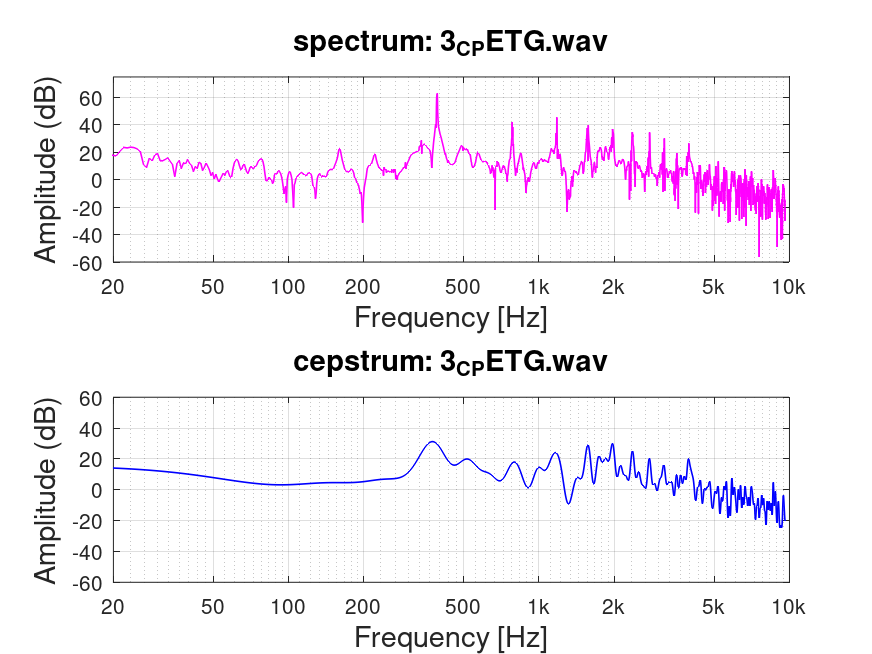 spectrum: 3CPETG.wav
Amplitude (dB)
60
40
20
0
-20
-40
-60
20 50 100 200 500 1k 2k 5k 10k
Frequency [Hz]
cepstrum: 3CPETG.wav
Amplitude (dB)
60
40
20
0
-20
-40
-60
20 50 100 200 500 1k 2k 5k 10k
Frequency [Hz]